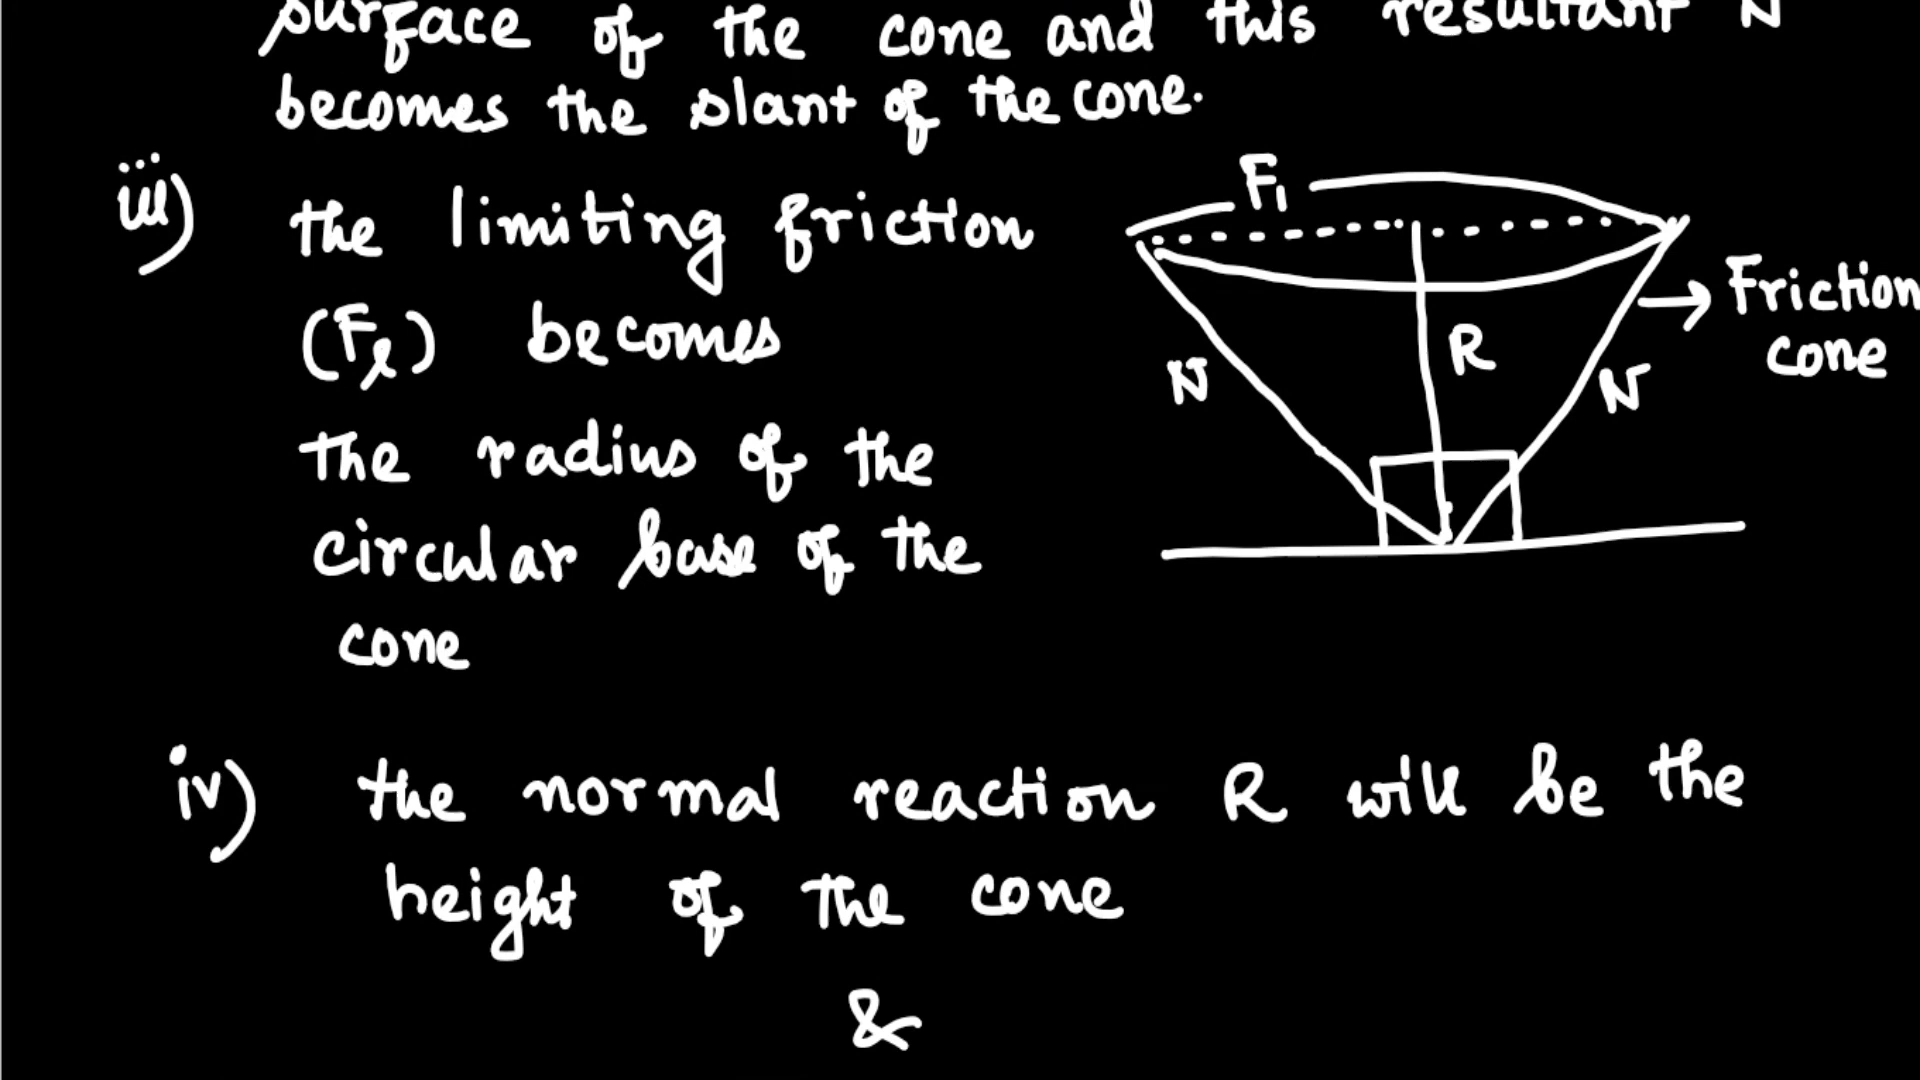 surface of the cone and this resultant N
becomes the slant of the cone.
iii) the limiting friction
(Fl) becomes
the radius of the
circular base of the
cone
Fl
R
N
N
→ Friction
cone
iv) the normal reaction R will be the
height of the cone
&